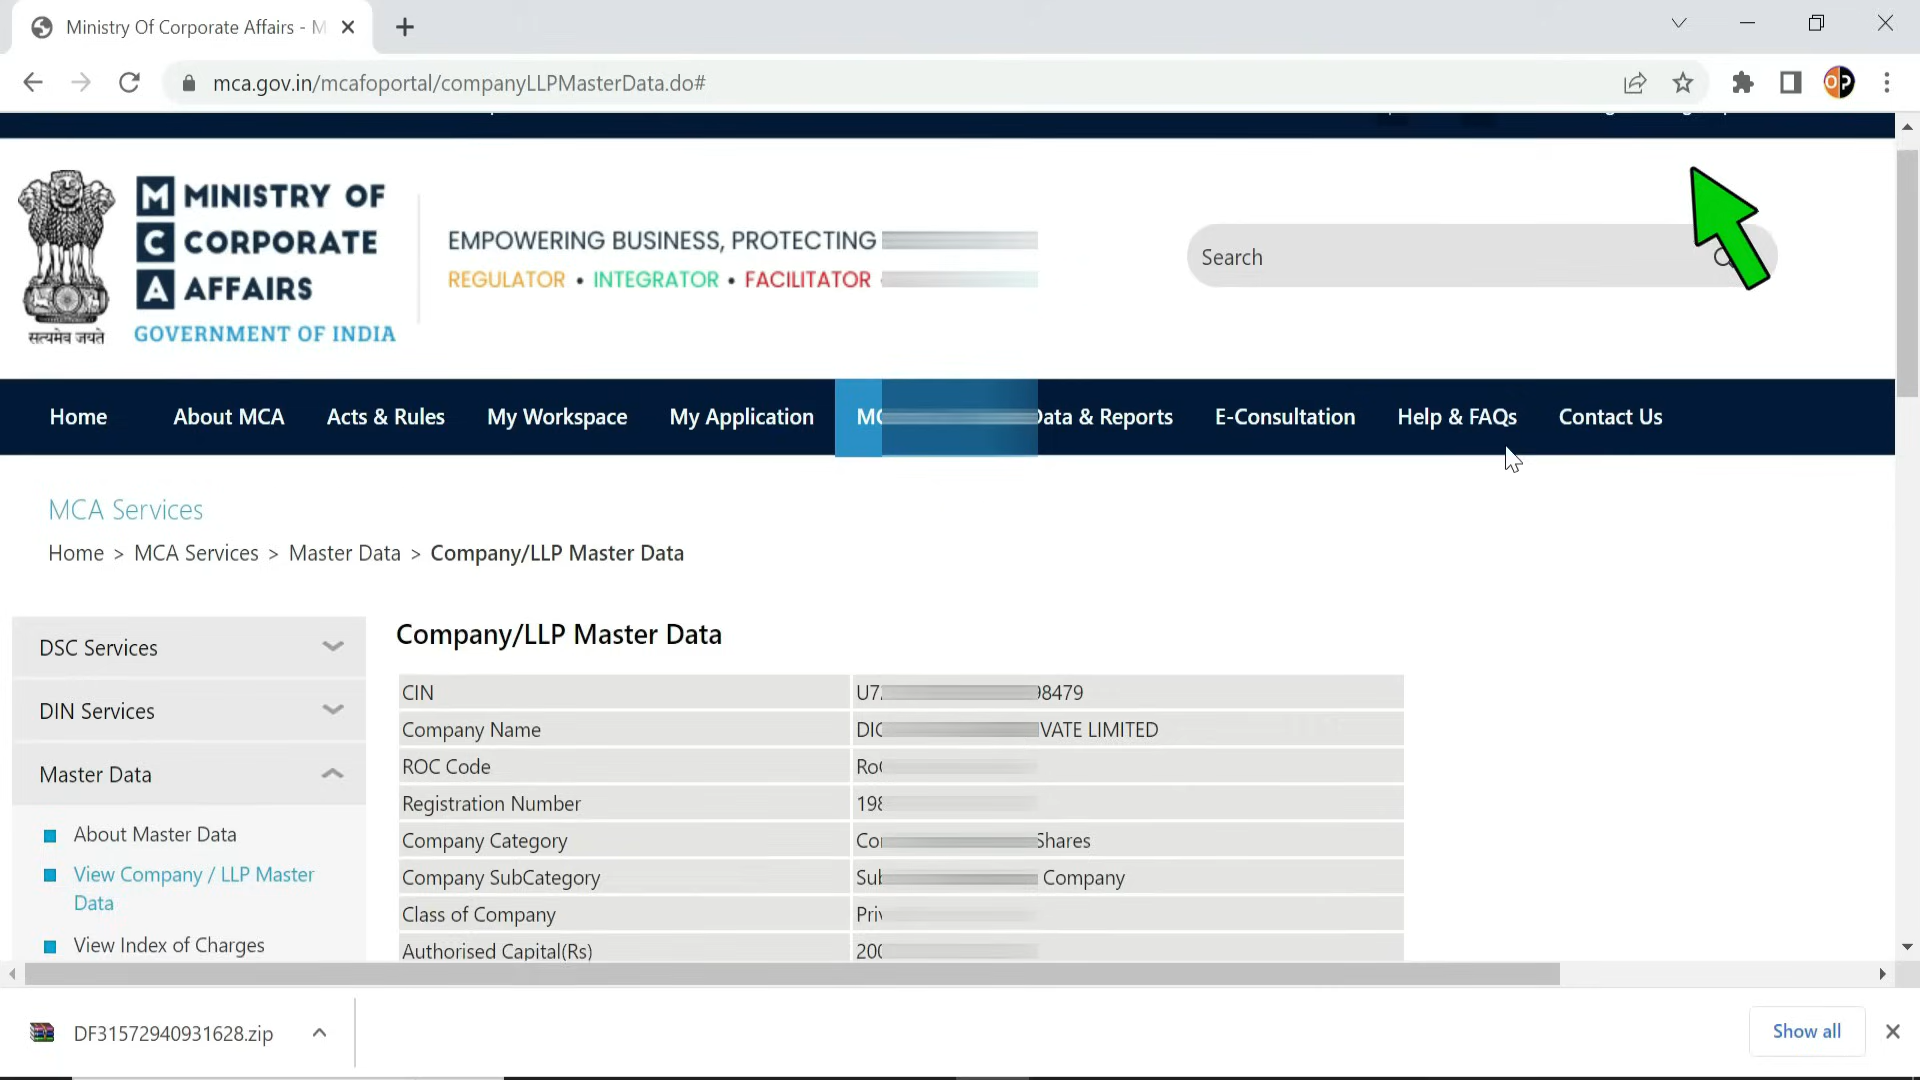 Ministry Of Corporate Affairs - M
mca.gov.in/mcafoportal/companyLLPMasterData.do#
सत्यमेव जयते
M MINISTRY OF
C CORPORATE
A AFFAIRS
GOVERNMENT OF INDIA
EMPOWERING BUSINESS, PROTECTING
REGULATOR • INTEGRATOR • FACILITATOR
Search
Home About MCA Acts & Rules My Workspace My Application & Reports E-Consultation Help & FAQs Contact Us
MCA Services
Home > MCA Services > Master Data > Company/LLP Master Data
DSC Services
DIN Services
Master Data
About Master Data
View Company / LLP Master
Data
View Index of Charges
Company/LLP Master Data
CIN
Company Name LIMITED
ROC Code
Registration Number
Company Category Shares
Company SubCategory Company
Class of Company
Authorised Capital(Rs)
DF31572940931628.zip
Show all